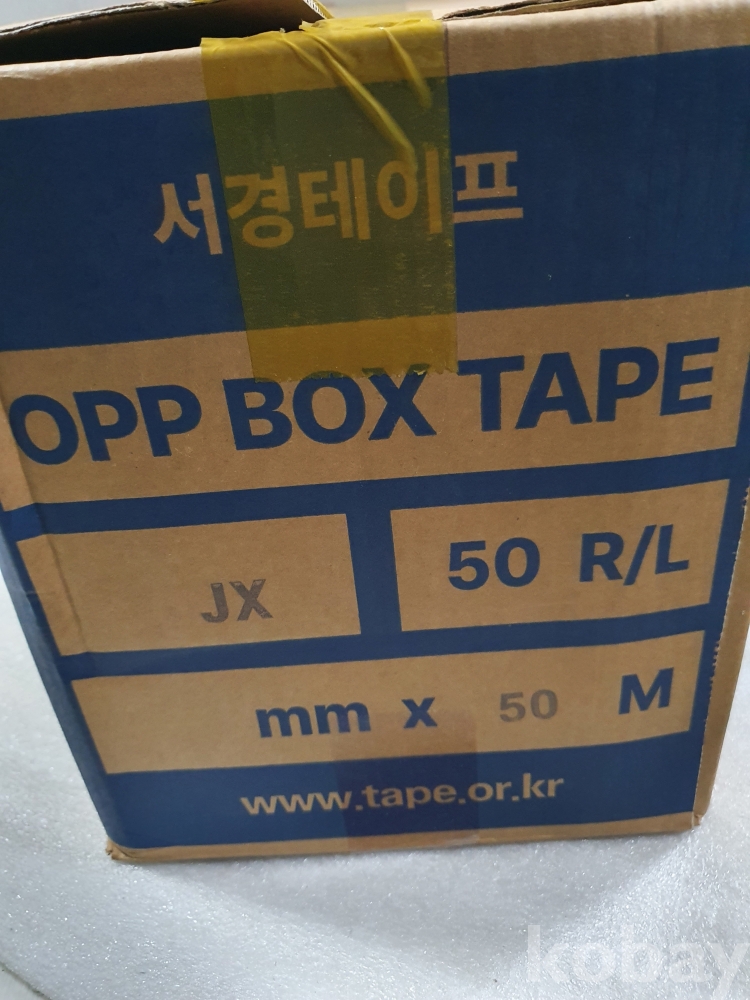 서경테이프
OPP BOX TAPE
JX
50 R/L
mm x 50 M
www.tape.or.kr
kobay